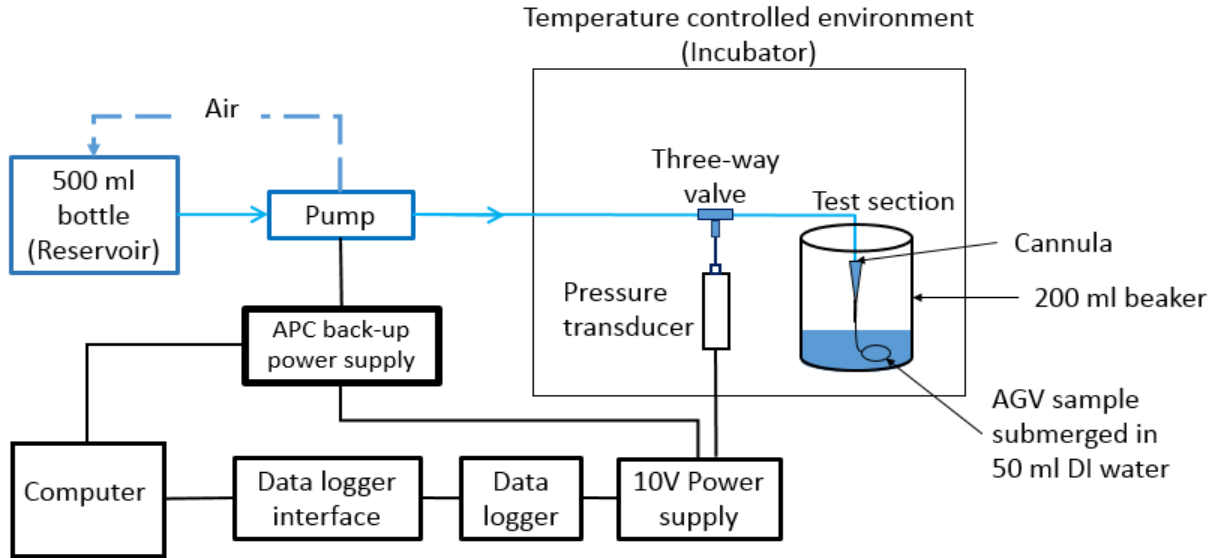 Temperature controlled environment
(Incubator)
Air
500 ml
bottle
(Reservoir)
Pump
Three-way
valve
Test section
Cannula
200 ml beaker
Pressure
transducer
APC back-up
power supply
AGV sample
submerged in
50 ml DI water
Computer
Data logger
interface
Data
logger
10V Power
supply